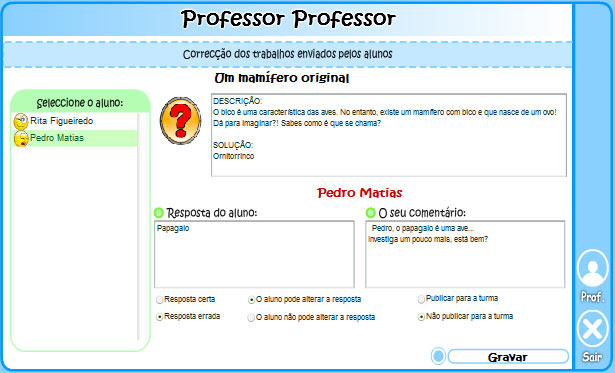 Professor Professor
Correcção dos trabalhos enviados pelos alunos
Um mamífero original
Seleccione o aluno:
Rita Figueiredo
Pedro Matias
DESCRIÇÃO:
O bico é uma característica das aves. No entanto, existe um mamífero com bico e que nasce de um ovo!
Dá para imaginar?! Sabes como é que se chama?
SOLUÇÃO:
Ornitorrinco
Pedro Matias
Resposta do aluno:
Papagaio
O seu comentário:
Pedro, o papagaio é uma ave...
Investiga um pouco mais, está bem?
Resposta certa
O aluno pode alterar a resposta
Publicar para a turma
Resposta errada
O aluno não pode alterar a resposta
Não publicar para a turma
Prof.
Sair
Gravar